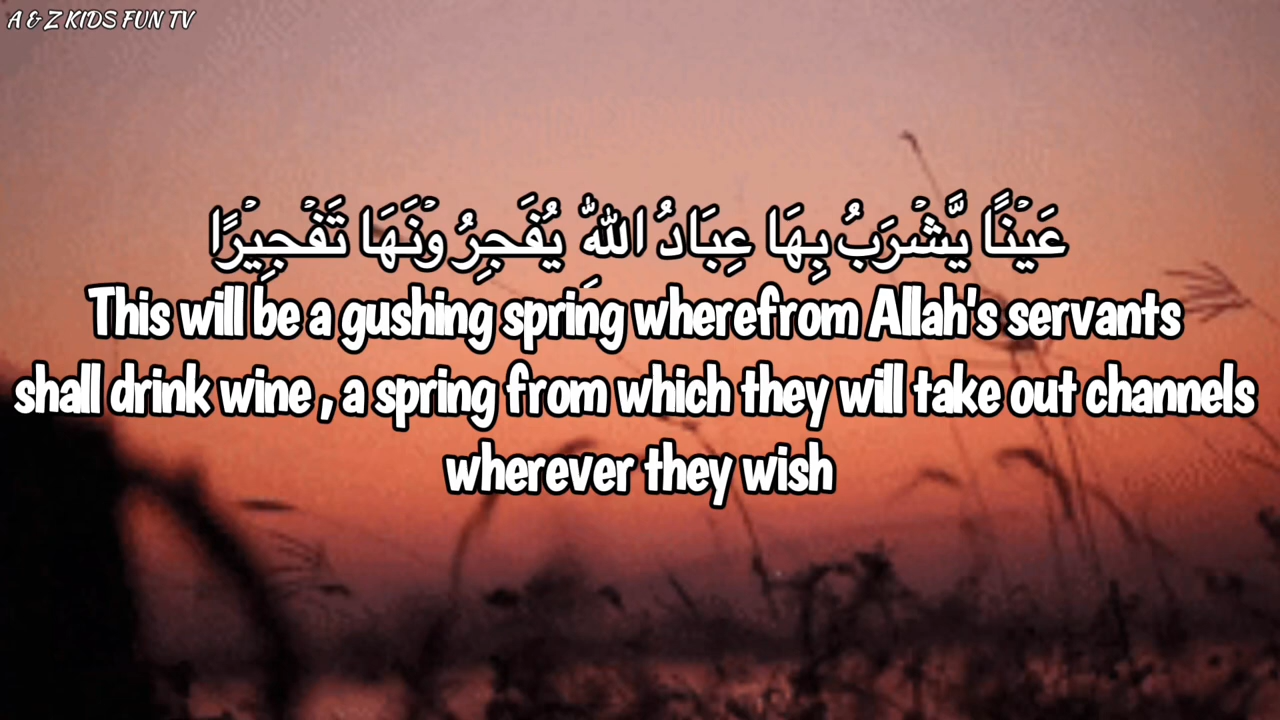 A & Z KIDS FUN TV
عَيۡنًا يَّشۡرَبُ بِهَا عِبَادُ اللّٰهِ يُفَجِرُوۡنَهَا تَفۡجِيۡرًا
This will be a gushing spring wherefrom Allah's servants
shall drink wine , a spring from which they will take out channels
wherever they wish